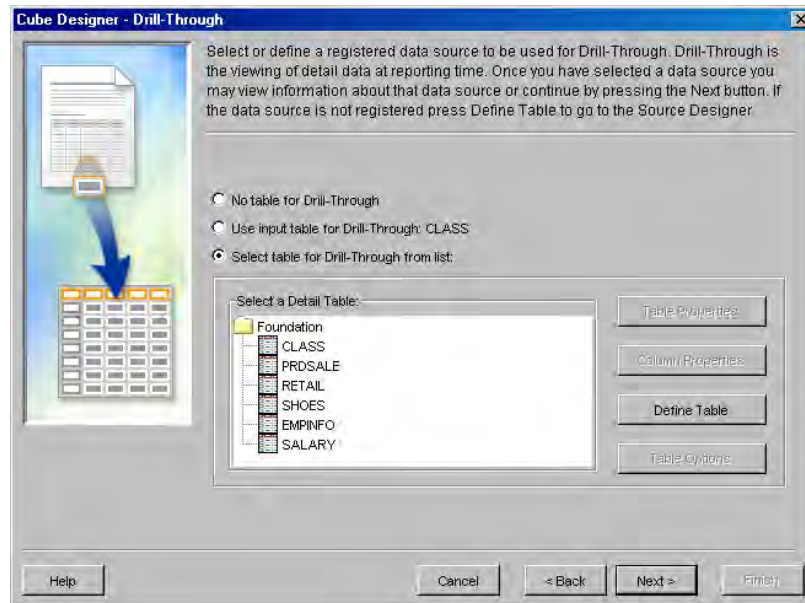 Cube Designer - Drill-Through
Select or define a registered data source to be used for Drill-Through. Drill-Through is
the viewing of detail data at reporting time. Once you have selected a data source you
may view information about that data source or continue by pressing the Next button. If
the data source is not registered press Define Table to go to the Source Designer.
No table for Drill-Through
Use input table for Drill-Through: CLASS
Select table for Drill-Through from list:
Select a Detail Table:
Foundation
CLASS
PRDSALE
RETAIL
SHOES
EMPINFO
SALARY
Table Properties
Column Properties
Define Table
Table Options
Help
Cancel
< Back
Next >
Finish